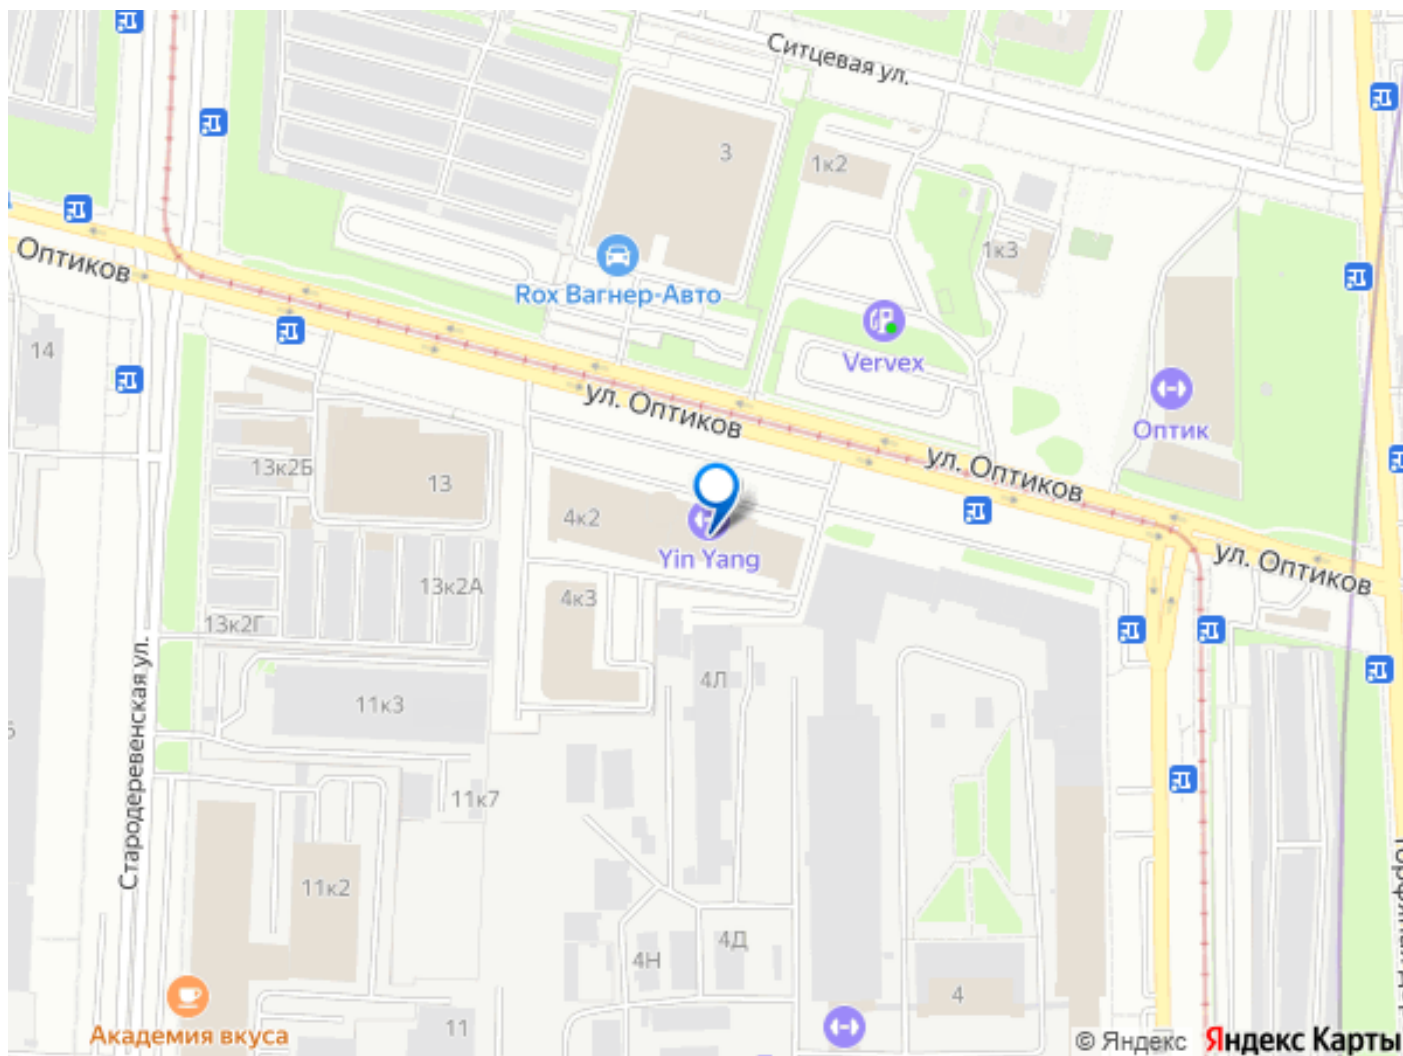 Ситцевая ул.
3
1к2
1к3
Оптиков
Rox Вагнер-Авто
Vervex
14
ул. Оптиков
Оптик
ул. Оптиков
13к2Б
13
4к2
Yin Yang
ул. Оптиков
13к2А
4к3
13к2Г
4Л
11к3
Стародеревенская ул.
11к7
11к2
4Д
4Н
4
11
Академия вкуса
© Яндекс
Яндекс Карты